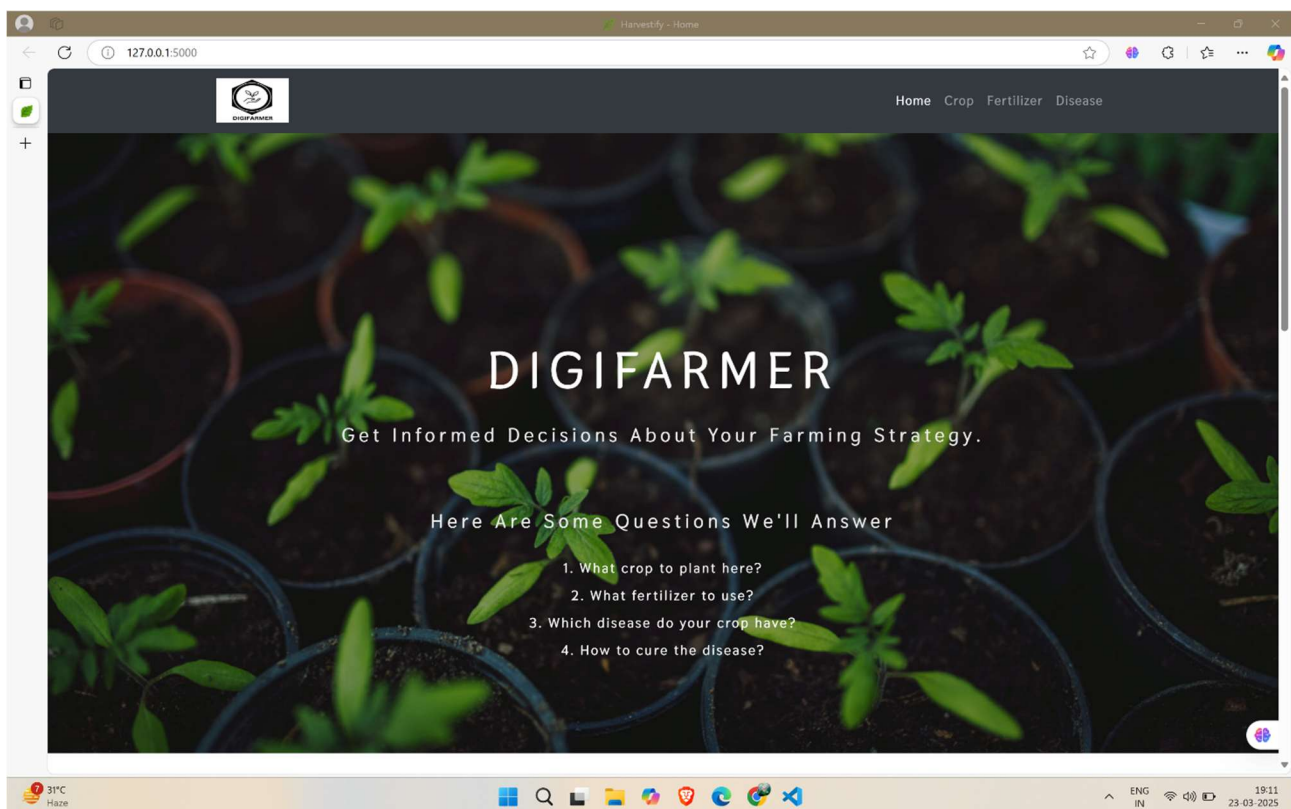 Harvestify - Home
127.0.0.1:5000
DIGIFARMER
Home Crop Fertilizer Disease
DIGIFARMER
Get Informed Decisions About Your Farming Strategy.
Here Are Some Questions We'll Answer
1. What crop to plant here?
2. What fertilizer to use?
3. Which disease do your crop have?
4. How to cure the disease?
7
31°C
Haze
ENG
IN
19:11
23-03-2025